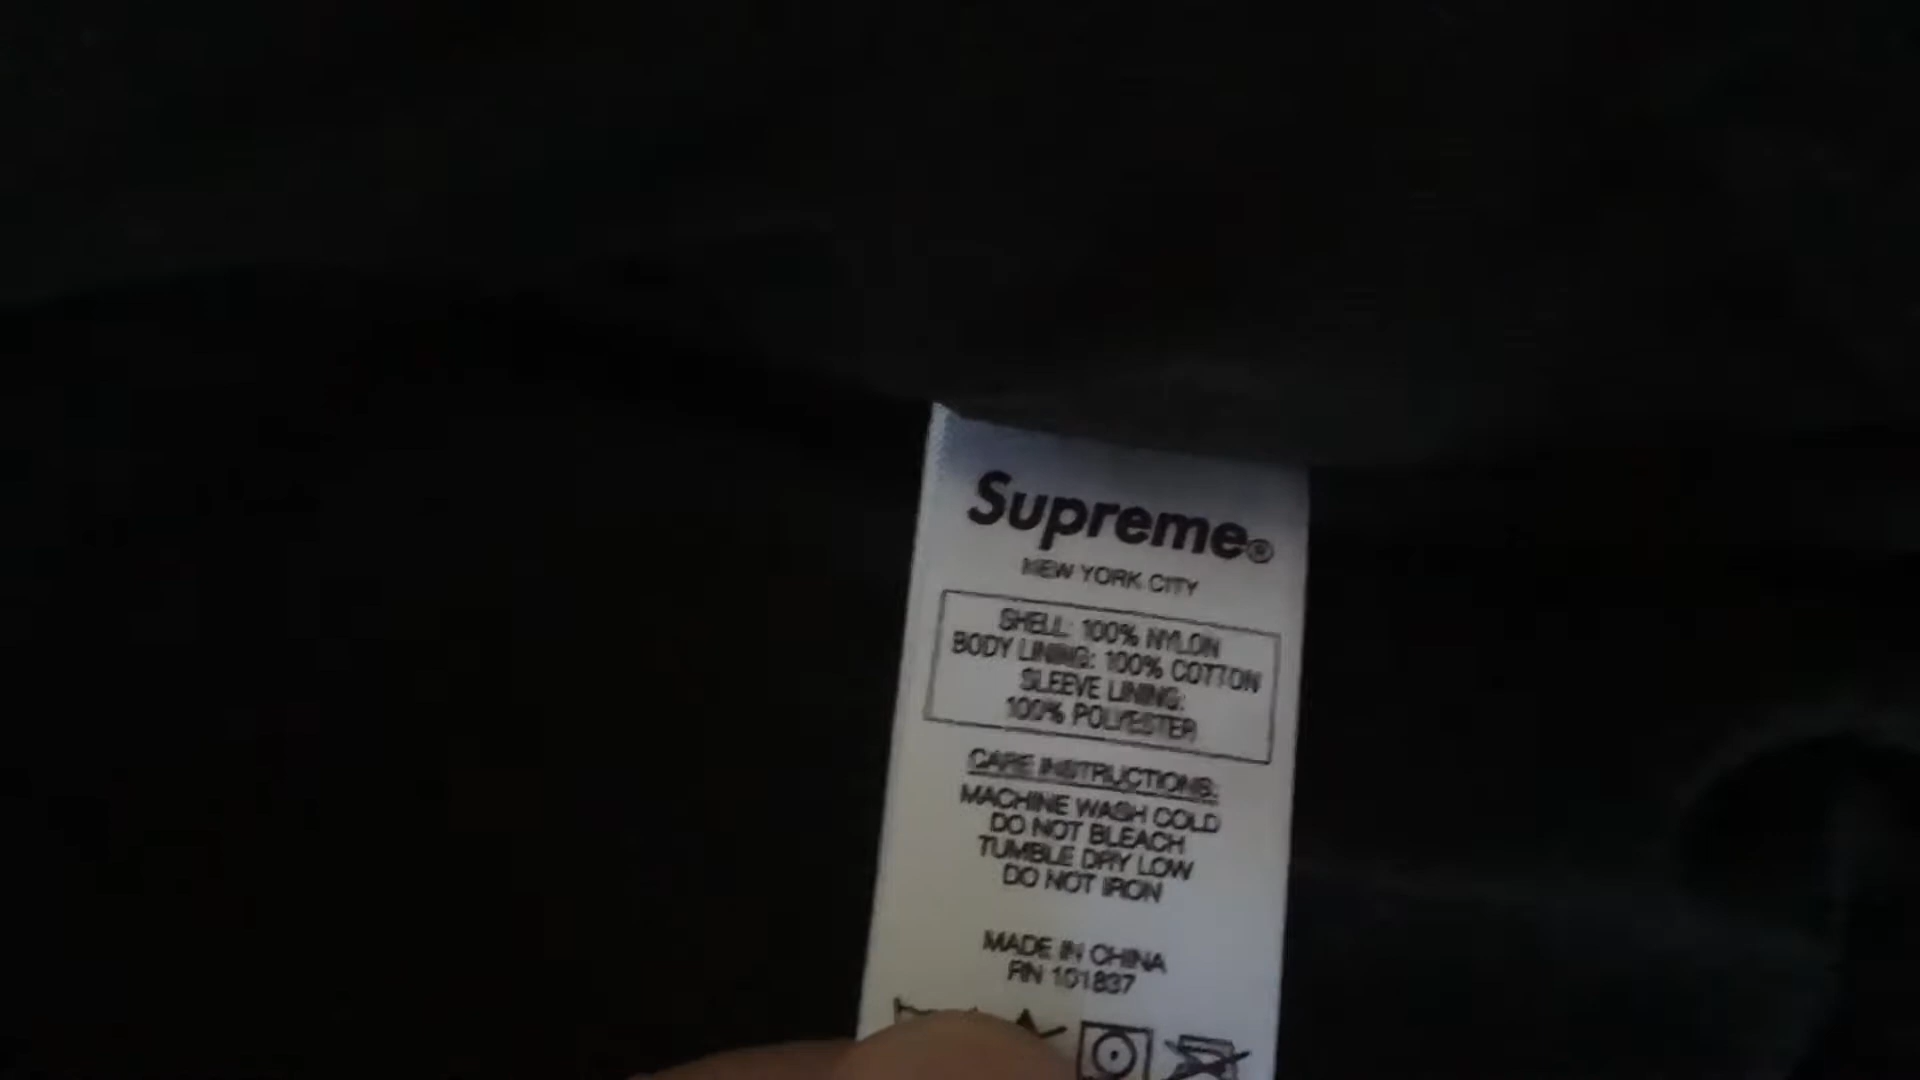 Supreme®
NEW YORK CITY
SHELL: 100% NYLON
BODY LINING: 100% COTTON
SLEEVE LINING:
100% POLYESTER
CARE INSTRUCTIONS:
MACHINE WASH COLD
DO NOT BLEACH
TUMBLE DRY LOW
DO NOT IRON
MADE IN CHINA
RN 101837